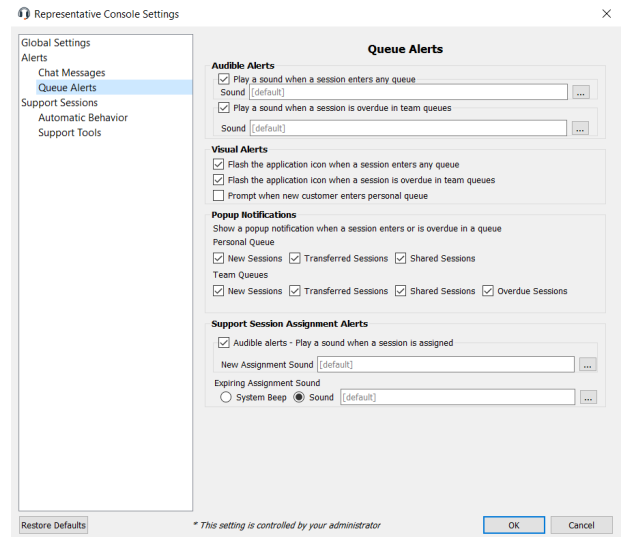 Representative Console Settings
Global Settings
Alerts
Chat Messages
Queue Alerts
Support Sessions
Automatic Behavior
Support Tools
Queue Alerts
Audible Alerts
Play a sound when a session enters any queue
Sound [default] ...
Play a sound when a session is overdue in team queues
Sound [default] ...
Visual Alerts
Flash the application icon when a session enters any queue
Flash the application icon when a session is overdue in team queues
Prompt when new customer enters personal queue
Popup Notifications
Show a popup notification when a session enters or is overdue in a queue
Personal Queue
New Sessions Transferred Sessions Shared Sessions
Team Queues
New Sessions Transferred Sessions Shared Sessions Overdue Sessions
Support Session Assignment Alerts
Audible alerts - Play a sound when a session is assigned
New Assignment Sound [default] ...
Expiring Assignment Sound
System Beep Sound [default] ...
Restore Defaults * This setting is controlled by your administrator OK Cancel